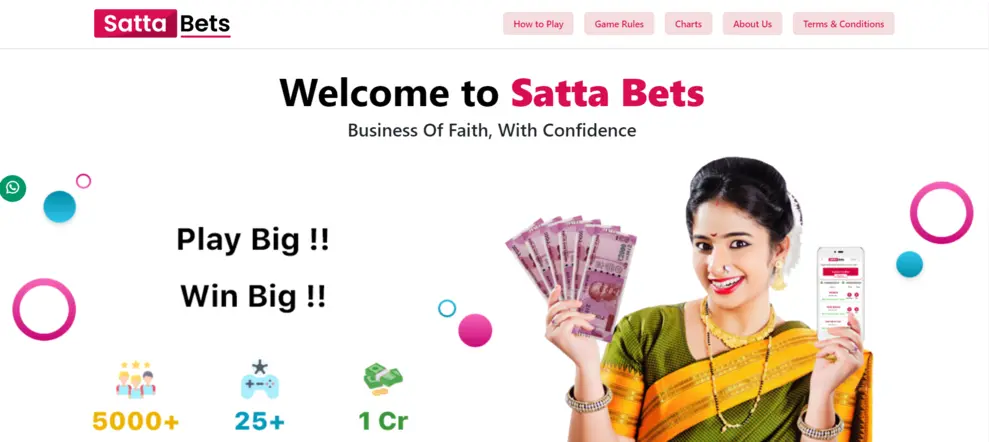 Satta Bets
How to Play
Game Rules
Charts
About Us
Terms & Conditions
Welcome to Satta Bets
Business Of Faith, With Confidence
Play Big !!
Win Big !!
5000+
25+
1 Cr